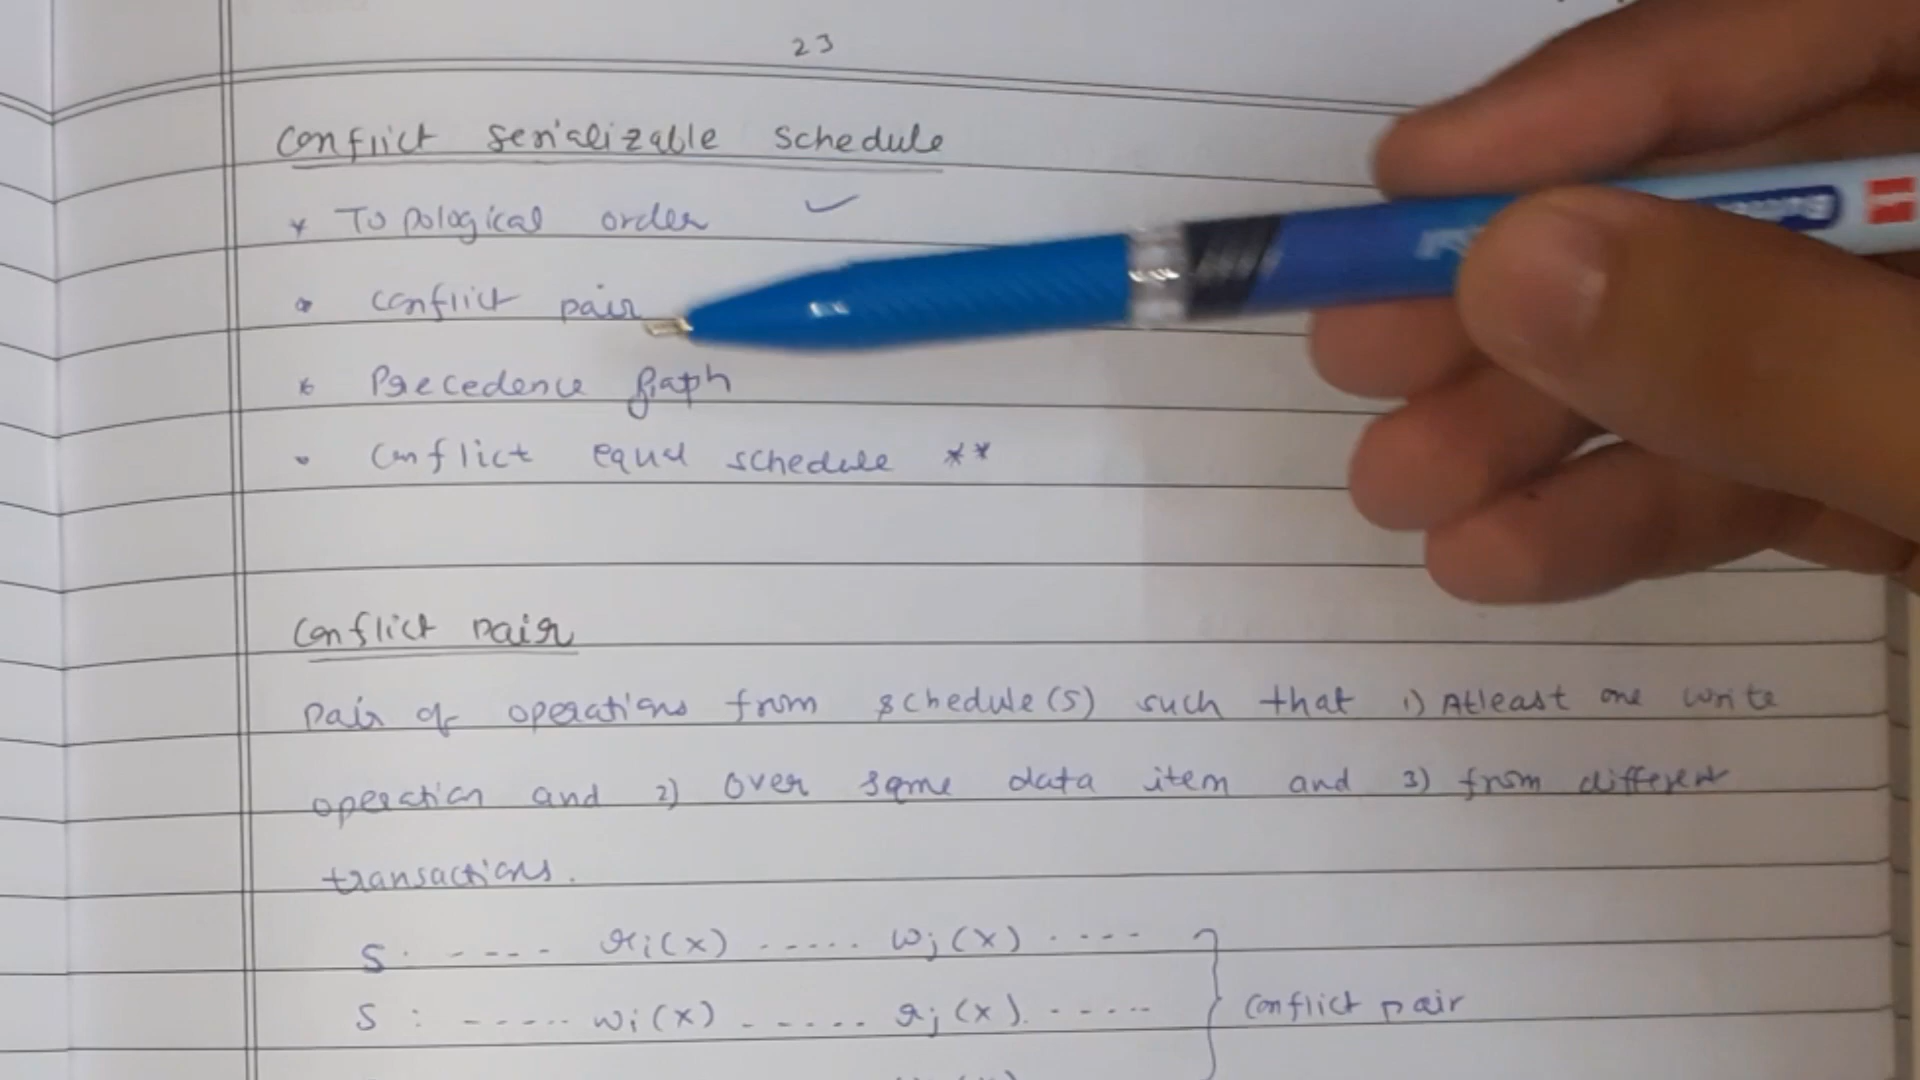 23
Conflict serializable schedule
* Topological order ✓
• Conflict pair
* Precedence graph
• Conflict equal schedule **
Conflict pair
pair of operations from schedule(s) such that 1) Atleast one write
operation and 2) over same data item and 3) from different
transactions.
S : - - - - ri(x) ..... wj(x) ....
S : ..... wi(x) ..... rj(x). .....
Conflict pair